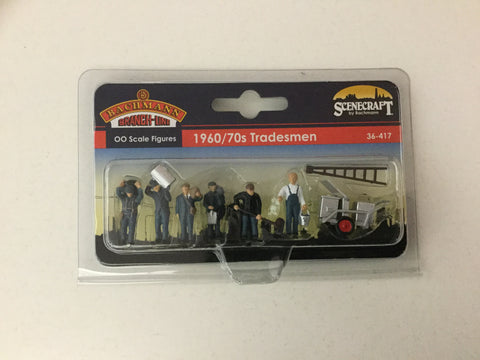 BACHMANN
BRANCH-LINE
OO Scale Figures
1960/70s Tradesmen
SCENECRAFT
by Bachmann
36-417